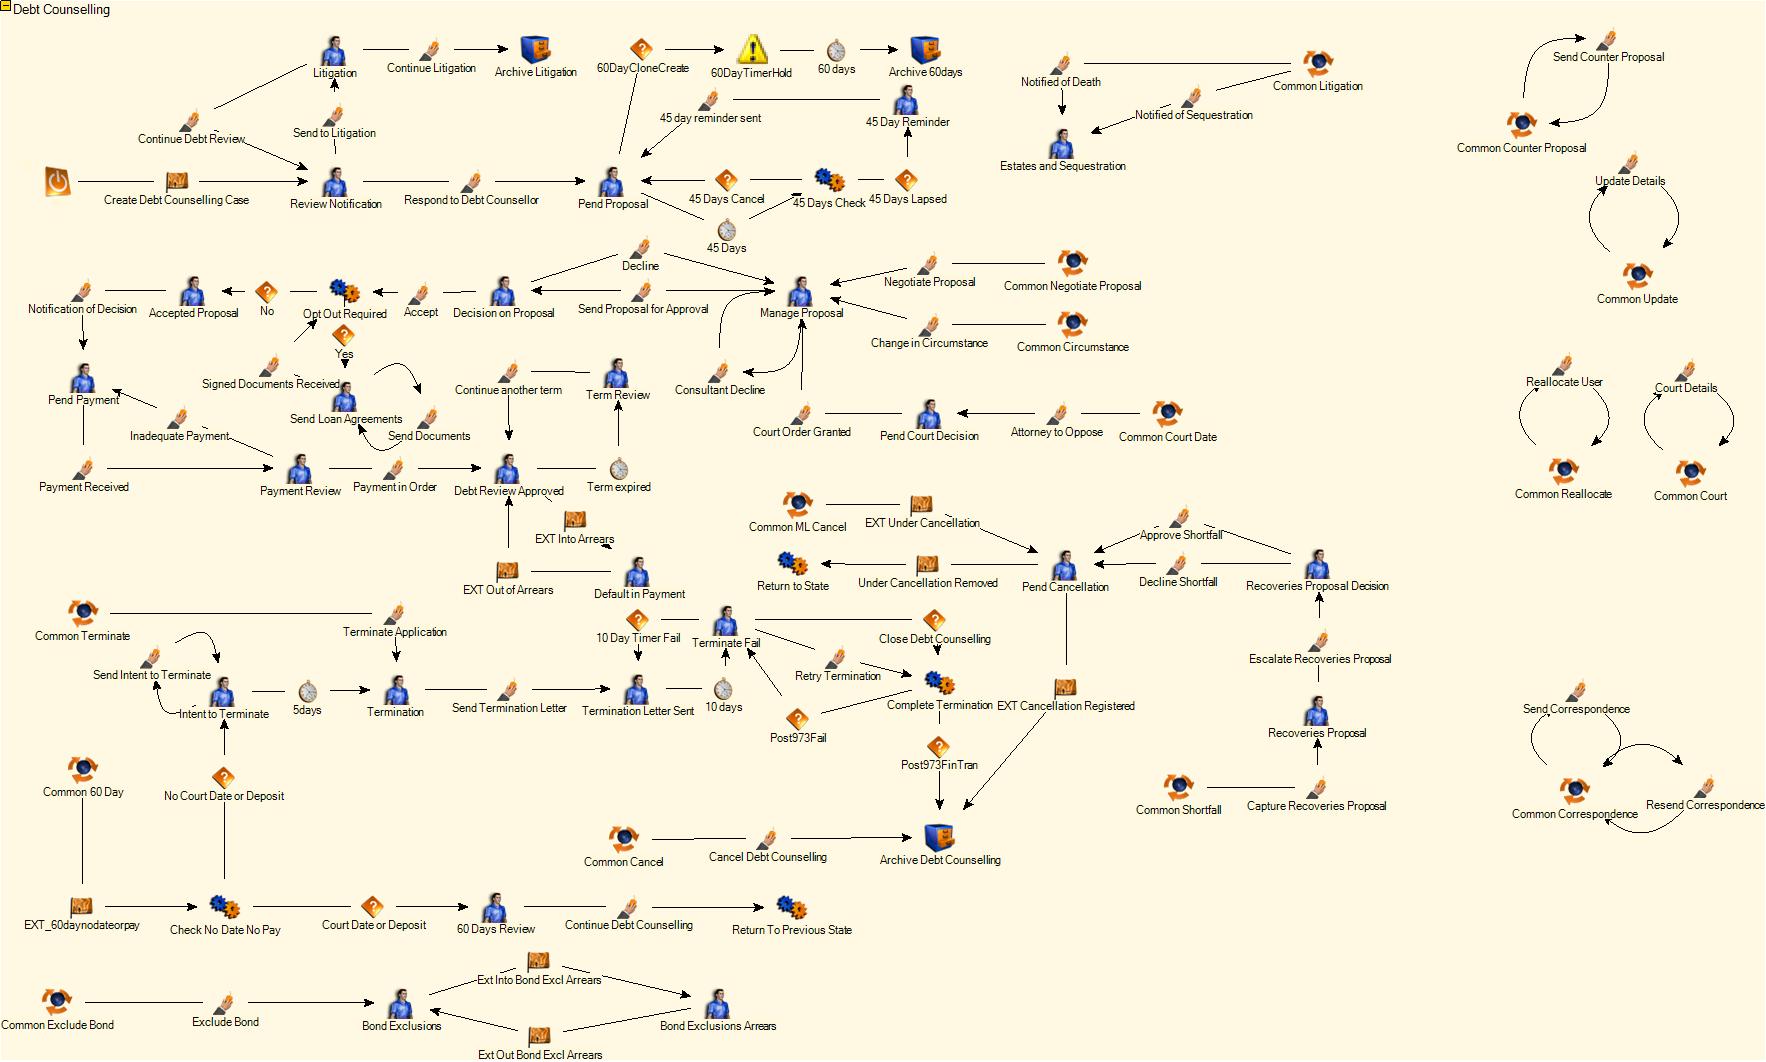 Debt Counselling
Litigation
Continue Litigation
Archive Litigation
60DayCloneCreate
60DayTimerHold
60 days
Archive 60days
Notified of Death
Common Litigation
Send Counter Proposal
Continue Debt Review
Send to Litigation
45 day reminder sent
45 Day Reminder
Notified of Sequestration
Common Counter Proposal
Estates and Sequestration
Update Details
Create Debt Counselling Case
Review Notification
Respond to Debt Counsellor
Pend Proposal
45 Days Cancel
45 Days Check
45 Days Lapsed
45 Days
Decline
Negotiate Proposal
Common Negotiate Proposal
Common Update
Notification of Decision
Accepted Proposal
No
Opt Out Required
Accept
Decision on Proposal
Send Proposal for Approval
Manage Proposal
Change in Circumstance
Common Circumstance
Yes
Signed Documents Received
Pend Payment
Continue another term
Term Review
Consultant Decline
Reallocate User
Court Details
Send Loan Agreements
Inadequate Payment
Send Documents
Court Order Granted
Pend Court Decision
Attorney to Oppose
Common Court Date
Payment Received
Payment Review
Payment in Order
Debt Review Approved
Term expired
Common Reallocate
Common Court
Common ML Cancel
EXT Under Cancellation
EXT Into Arrears
Approve Shortfall
EXT Out of Arrears
Default in Payment
Return to State
Under Cancellation Removed
Pend Cancellation
Decline Shortfall
Recoveries Proposal Decision
Common Terminate
Terminate Application
10 Day Timer Fail
Terminate Fail
Close Debt Counselling
Escalate Recoveries Proposal
Send Intent to Terminate
Retry Termination
Intent to Terminate
5days
Termination
Send Termination Letter
Termination Letter Sent
10 days
Complete Termination
EXT Cancellation Registered
Send Correspondence
Post973Fail
Recoveries Proposal
Post973FinTran
Common 60 Day
No Court Date or Deposit
Common Shortfall
Capture Recoveries Proposal
Common Correspondence
Resend Correspondence
Common Cancel
Cancel Debt Counselling
Archive Debt Counselling
EXT_60daynodateorpay
Check No Date No Pay
Court Date or Deposit
60 Days Review
Continue Debt Counselling
Return To Previous State
Ext Into Bond Excl Arrears
Common Exclude Bond
Exclude Bond
Bond Exclusions
Bond Exclusions Arrears
Ext Out Bond Excl Arrears